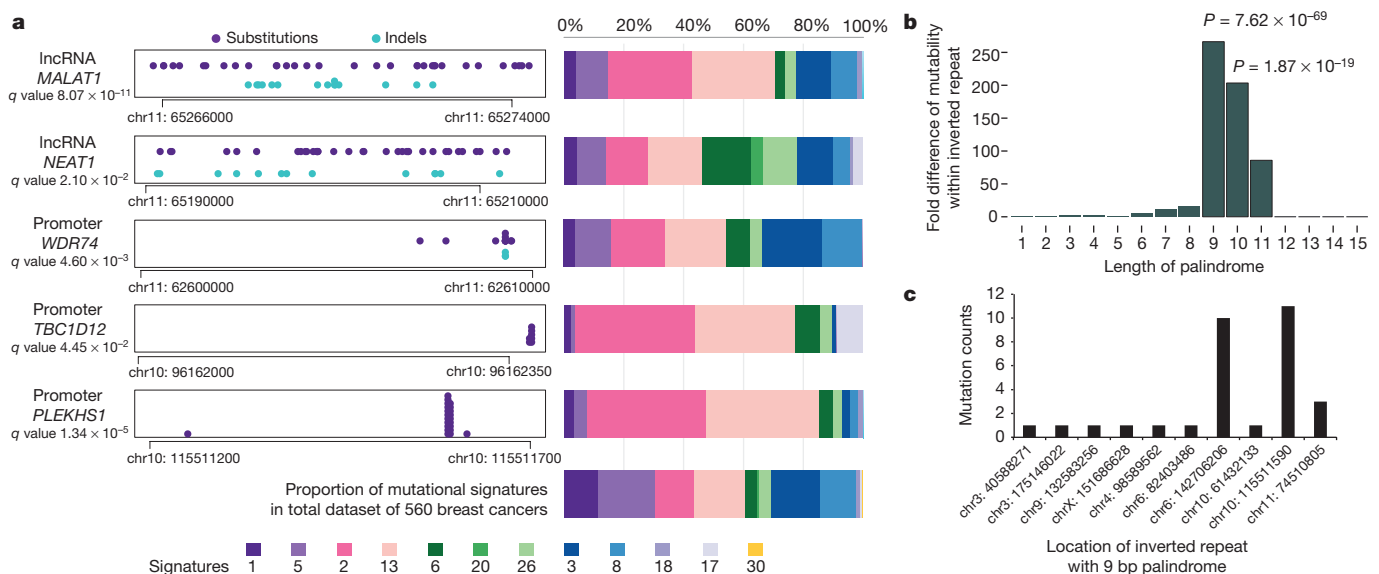 a
0% 20% 40% 60% 80% 100%
Substitutions Indels
lncRNA
MALAT1
q value 8.07 × 10–11
chr11: 65266000 chr11: 65274000
lncRNA
NEAT1
q value 2.10 × 10–2
chr11: 65190000 chr11: 65210000
Promoter
WDR74
q value 4.60 × 10–3
chr11: 62600000 chr11: 62610000
Promoter
TBC1D12
q value 4.45 × 10–2
chr10: 96162000 chr10: 96162350
Promoter
PLEKHS1
q value 1.34 × 10–5
chr10: 115511200 chr10: 115511700
Proportion of mutational signatures
in total dataset of 560 breast cancers
Signatures 1 5 2 13 6 20 26 3 8 18 17 30
b
P = 7.62 × 10–69
P = 1.87 × 10–19
Fold difference of mutability
within inverted repeat
250
200
150
100
50
0
1 2 3 4 5 6 7 8 9 10 11 12 13 14 15
Length of palindrome
c
Mutation counts
12
10
8
6
4
2
0
chr3: 40588271
chr3: 175146022
chr9: 132583256
chrX: 151686628
chr4: 98589562
chr6: 82403486
chr6: 142706206
chr10: 61432133
chr10: 115511590
chr11: 74510805
Location of inverted repeat
with 9 bp palindrome